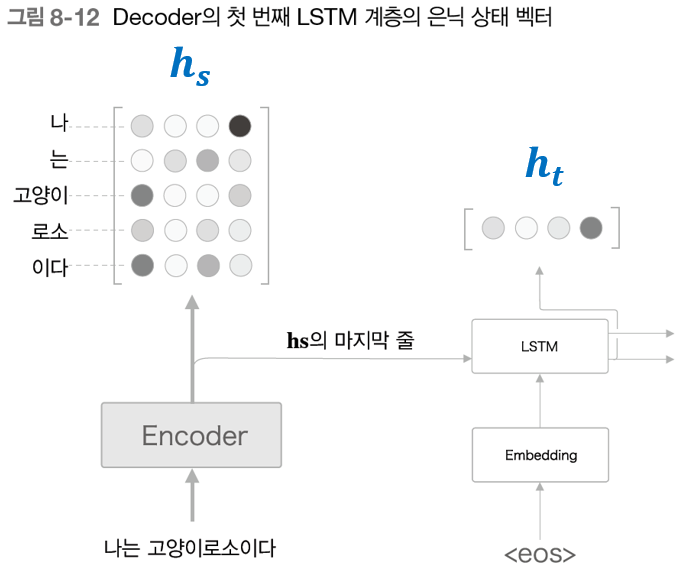 그림 8-12 Decoder의 첫 번째 LSTM 계층의 은닉 상태 벡터
hₛ
나
는
고양이
로소
이다
hₜ
hs의 마지막 줄
LSTM
Encoder
Embedding
나는 고양이로소이다
<eos>